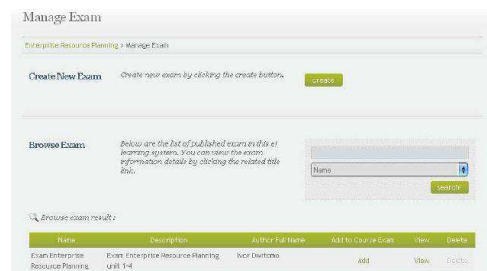 Manage Exam
Enterprise Resource Planning > Manage Exam
Create New Exam
Create new exam by clicking the create button.
create
Browse Exam
Below are the list of published exam in this e-
learning system. You can view the exam
information details by clicking the related title
link.
Name
search
Browse exam result :
Name Description Author Full Name Add to Course Exam View Delete
Exam Enterprise Resource Planning Exam Enterprise Resource Planning unit 1-4 Ivor Dwitomo Add View Delete